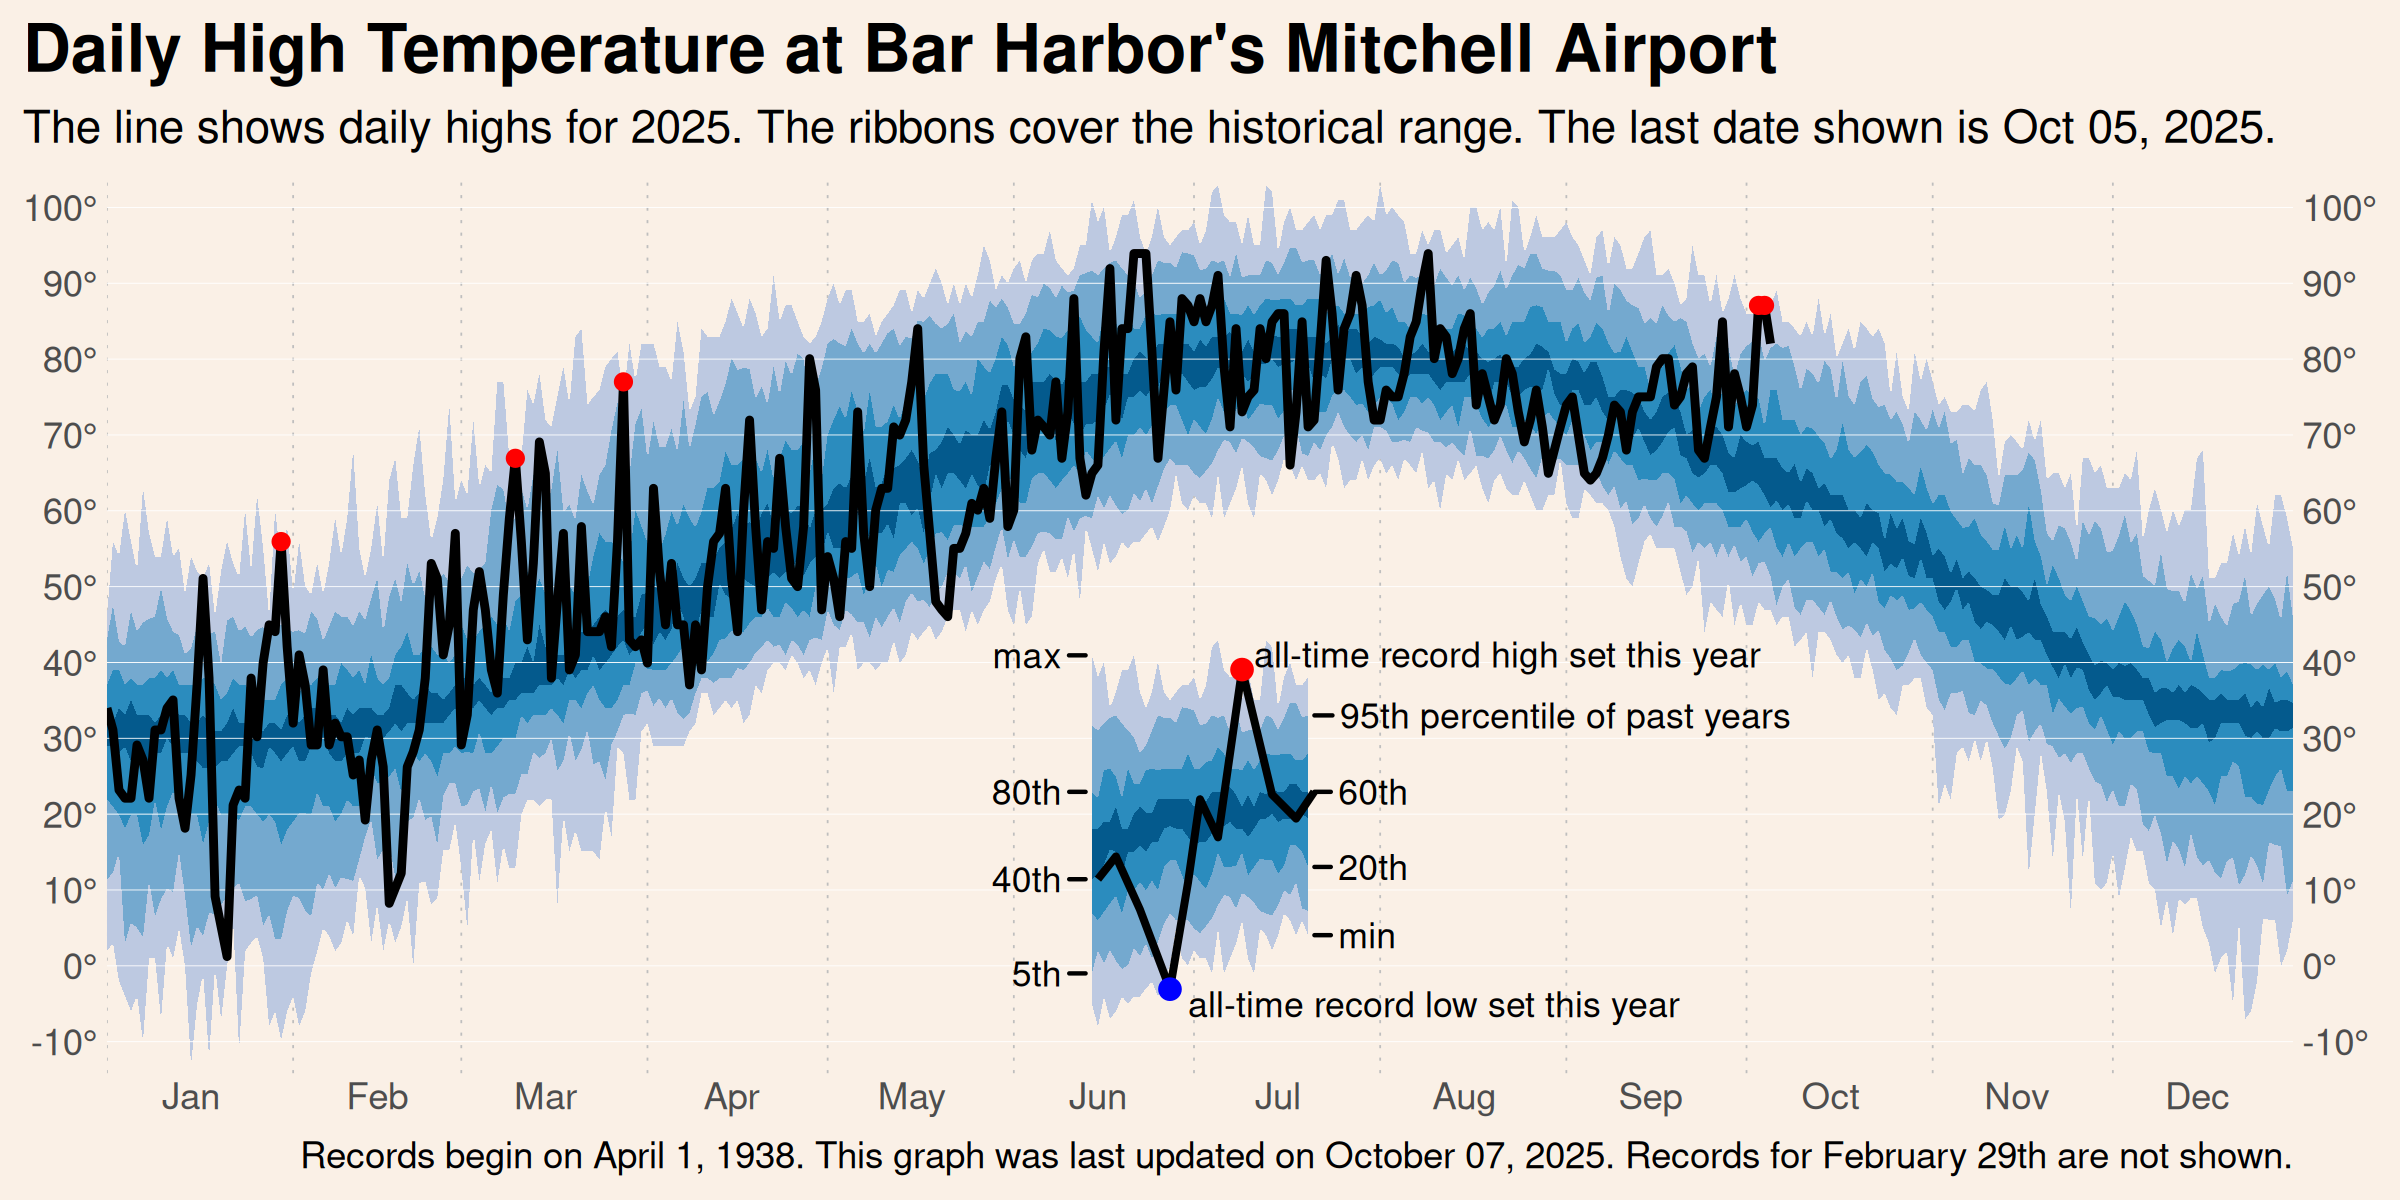 Daily High Temperature at Bar Harbor's Mitchell Airport
The line shows daily highs for 2025. The ribbons cover the historical range. The last date shown is Oct 05, 2025.
100° 100°
90° 90°
80° 80°
70° 70°
60° 60°
50° 50°
40° 40°
30° 30°
20° 20°
10° 10°
0° 0°
-10° -10°
max all-time record high set this year
95th percentile of past years
80th 60th
40th 20th
min
5th
all-time record low set this year
Jan Feb Mar Apr May Jun Jul Aug Sep Oct Nov Dec
Records begin on April 1, 1938. This graph was last updated on October 07, 2025. Records for February 29th are not shown.